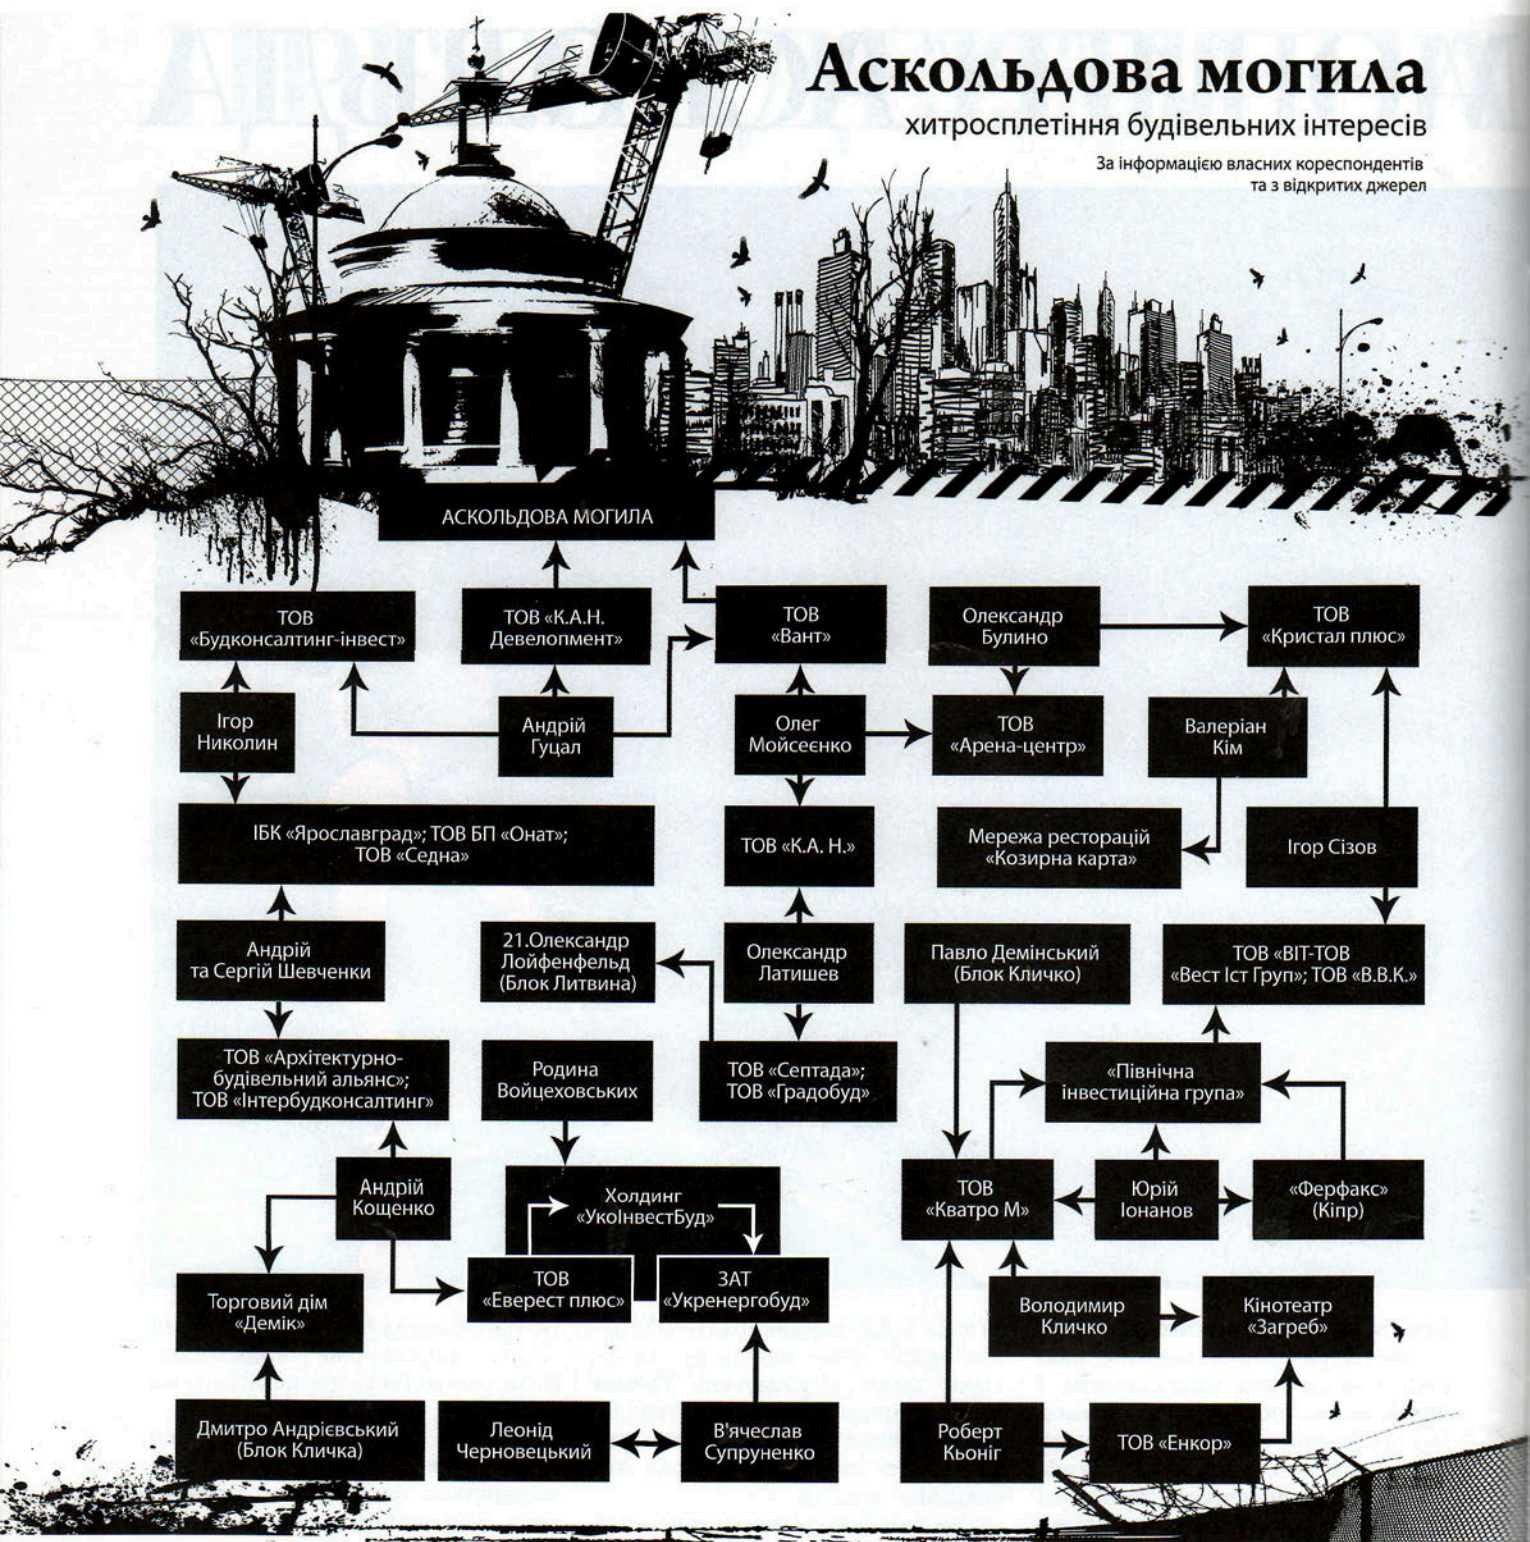 Аскольдова могила
хитросплетіння будівельних інтересів
За інформацією власних кореспондентів
та з відкритих джерел
АСКОЛЬДОВА МОГИЛА
ТОВ
«Будконсалтинг-інвест»
ТОВ «К.А.Н.
Девелопмент»
ТОВ
«Вант»
Олександр
Булино
ТОВ
«Кристал плюс»
Ігор
Николин
Андрій
Гуцал
Олег
Мойсеєнко
ТОВ
«Арена-центр»
Валеріан
Кім
ІБК «Ярославград»; ТОВ БП «Онат»;
ТОВ «Седна»
ТОВ «К.А. Н.»
Мережа ресторацій
«Козирна карта»
Ігор Сізов
Андрій
та Сергій Шевченки
21.Олександр
Лойфенфельд
(Блок Литвина)
Олександр
Латишев
Павло Демінський
(Блок Кличко)
ТОВ «ВІТ-ТОВ
«Вест Іст Груп»; ТОВ «В.В.К.»
ТОВ «Архітектурно-
будівельний альянс»;
ТОВ «Інтербудконсалтинг»
Родина
Войцеховських
ТОВ «Септада»;
ТОВ «Градобуд»
«Північна
інвестиційна група»
Андрій
Кощенко
Холдинг
«УкоІнвестБуд»
ТОВ
«Кватро М»
Юрій
Іонанов
«Ферфакс»
(Кіпр)
Торговий дім
«Демік»
ТОВ
«Еверест плюс»
ЗАТ
«Укренергобуд»
Володимир
Кличко
Кінотеатр
«Загреб»
Дмитро Андрієвський
(Блок Кличка)
Леонід
Черновецький
В'ячеслав
Супруненко
Роберт
Кьоніг
ТОВ «Енкор»